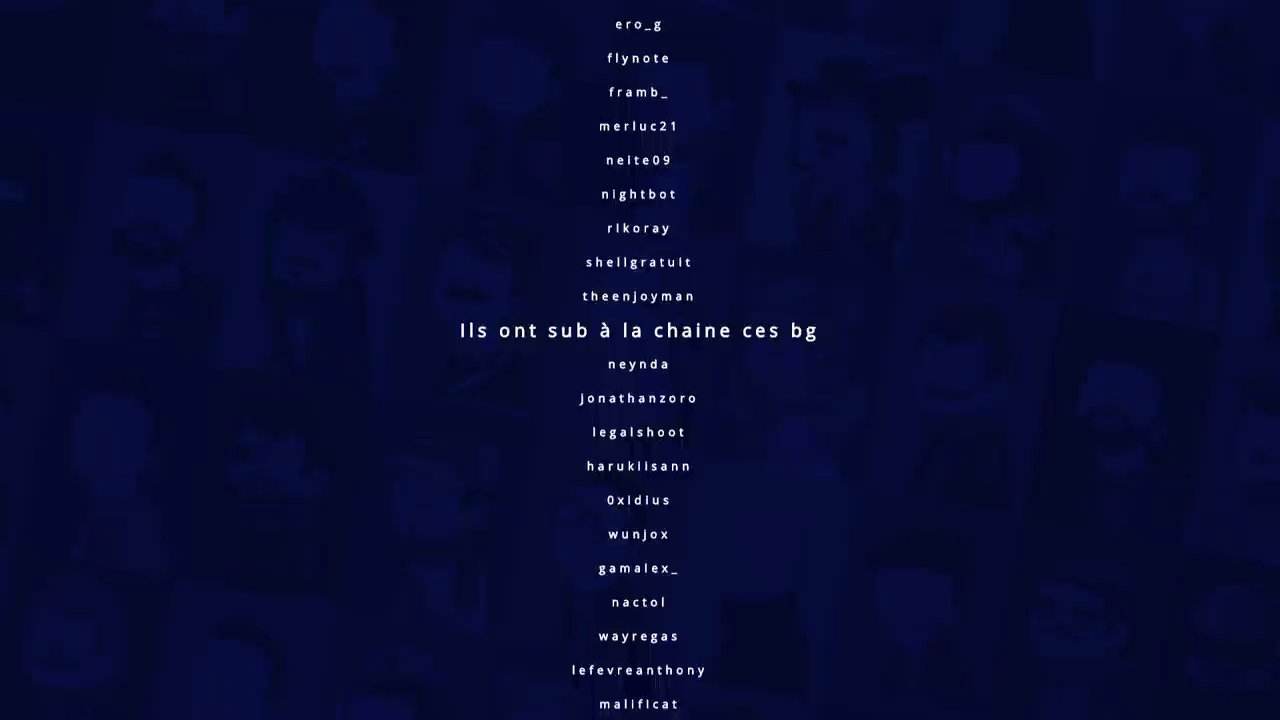 ero_g
flynote
framb_
merluc21
neite09
nightbot
rikoray
shellgratuit
theenjoyman
Ils ont sub à la chaine ces bg
neynda
jonathanzoro
legalshoot
harukiisann
0xidius
wunjox
gamalex_
nactol
wayregas
lefevreanthony
malificat